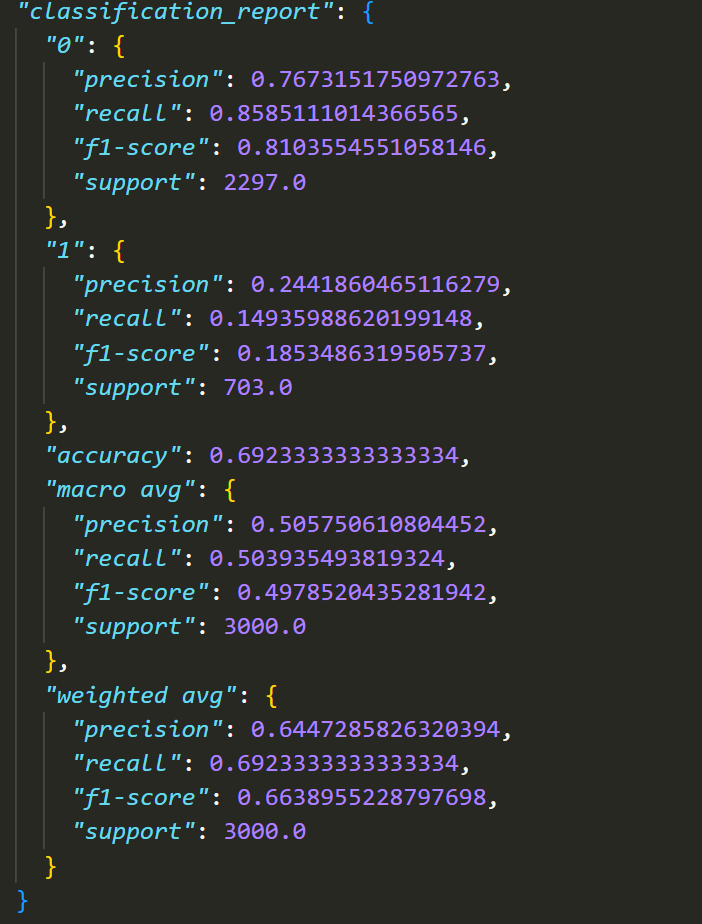 "classification_report": {
"0": {
"precision": 0.7673151750972763,
"recall": 0.8585111014366565,
"f1-score": 0.8103554551058146,
"support": 2297.0
},
"1": {
"precision": 0.2441860465116279,
"recall": 0.14935988620199148,
"f1-score": 0.1853486319505737,
"support": 703.0
},
"accuracy": 0.6923333333333334,
"macro avg": {
"precision": 0.505750610804452,
"recall": 0.503935493819324,
"f1-score": 0.4978520435281942,
"support": 3000.0
},
"weighted avg": {
"precision": 0.6447285826320394,
"recall": 0.6923333333333334,
"f1-score": 0.6638955228797698,
"support": 3000.0
}
}